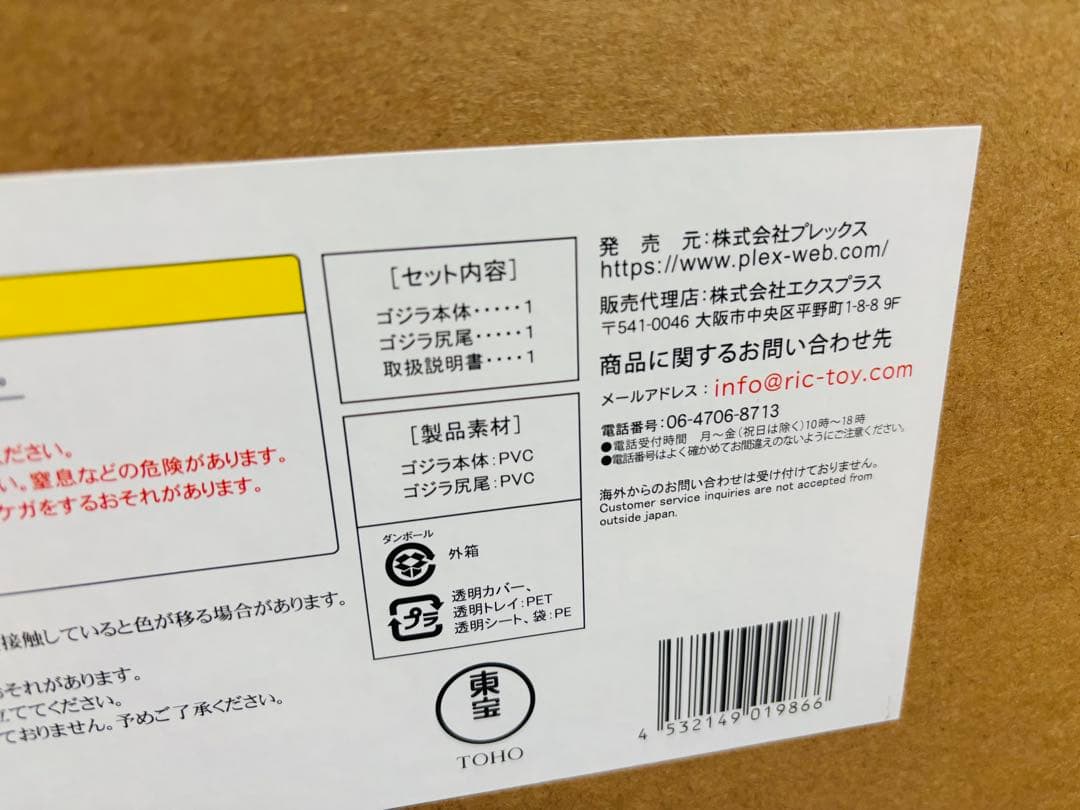 ください。
い。窒息などの危険があります。
ケガをするおそれがあります。
接触していると色が移る場合があります。
おそれがあります。
立ててください。
ておりません。予めご了承ください。
[セット内容]
ゴジラ本体・・・・・1
ゴジラ尻尾・・・・・1
取扱説明書・・・・1
[製品素材]
ゴジラ本体:PVC
ゴジラ尻尾:PVC
ダンボール
外箱
プラ
透明カバー、
透明トレイ:PET
透明シート、袋:PE
東宝
TOHO
発売元:株式会社プレックス
https://www.plex-web.com/
販売代理店:株式会社エクスプラス
〒541-0046 大阪市中央区平野町1-8-8 9F
商品に関するお問い合わせ先
メールアドレス:info@ric-toy.com
電話番号:06-4706-8713
●電話受付時間 月～金(祝日は除く)10時～18時
●電話番号はよく確かめてお間違えのないようにご注意ください。
海外からのお問い合わせは受け付けておりません。
Customer service inquiries are not accepted from
outside japan.
4 532149 019866